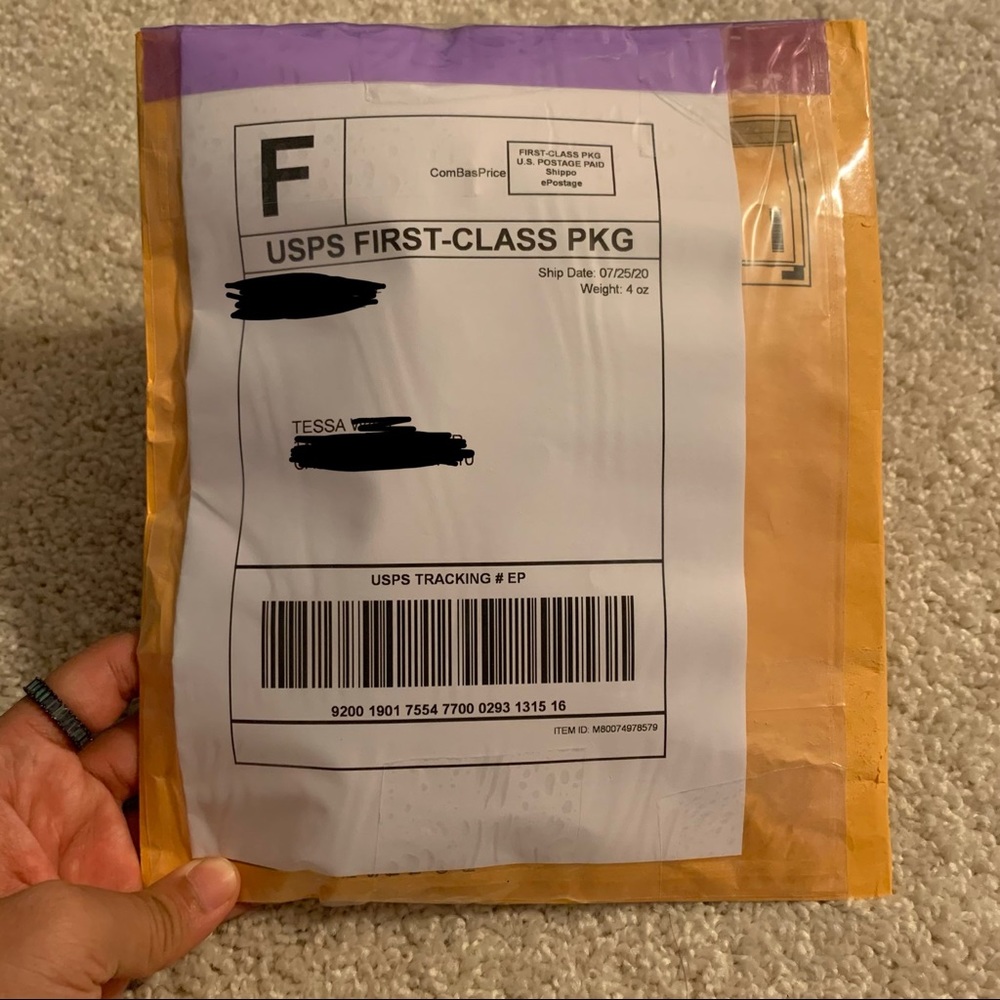 F
ComBasPrice
FIRST-CLASS PKG
U.S. POSTAGE PAID
Shippo
ePostage
USPS FIRST-CLASS PKG
Ship Date: 07/25/20
Weight: 4 oz
TESSA
USPS TRACKING # EP
9200 1901 7554 7700 0293 1315 16
ITEM ID: M80074978579